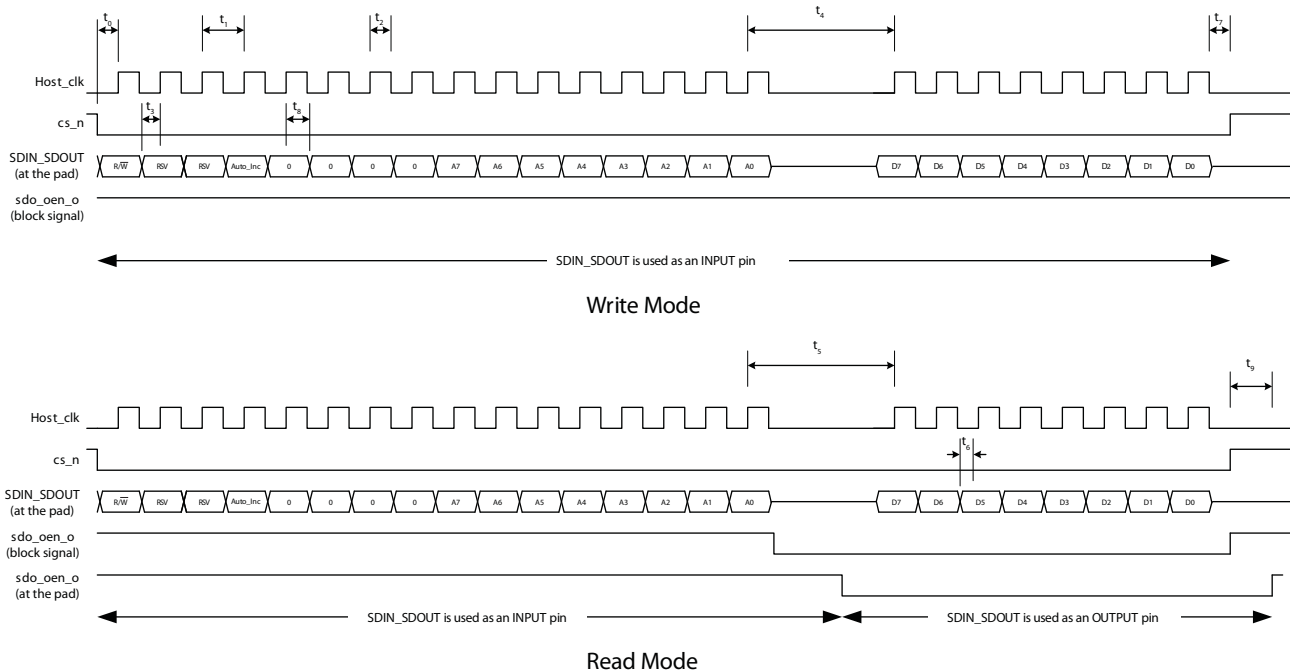 t0 t1 t2 t4 t7
Host_clk
t3 t8
cs_n
SDIN_SDOUT
(at the pad)
R/W̅ RSV RSV Auto_Inc 0 0 0 0 A7 A6 A5 A4 A3 A2 A1 A0 D7 D6 D5 D4 D3 D2 D1 D0
sdo_oen_o
(block signal)
SDIN_SDOUT is used as an INPUT pin
Write Mode
t5 t9
Host_clk
t6
cs_n
SDIN_SDOUT
(at the pad)
R/W̅ RSV RSV Auto_Inc 0 0 0 0 A7 A6 A5 A4 A3 A2 A1 A0 D7 D6 D5 D4 D3 D2 D1 D0
sdo_oen_o
(block signal)
sdo_oen_o
(at the pad)
SDIN_SDOUT is used as an INPUT pin SDIN_SDOUT is used as an OUTPUT pin
Read Mode